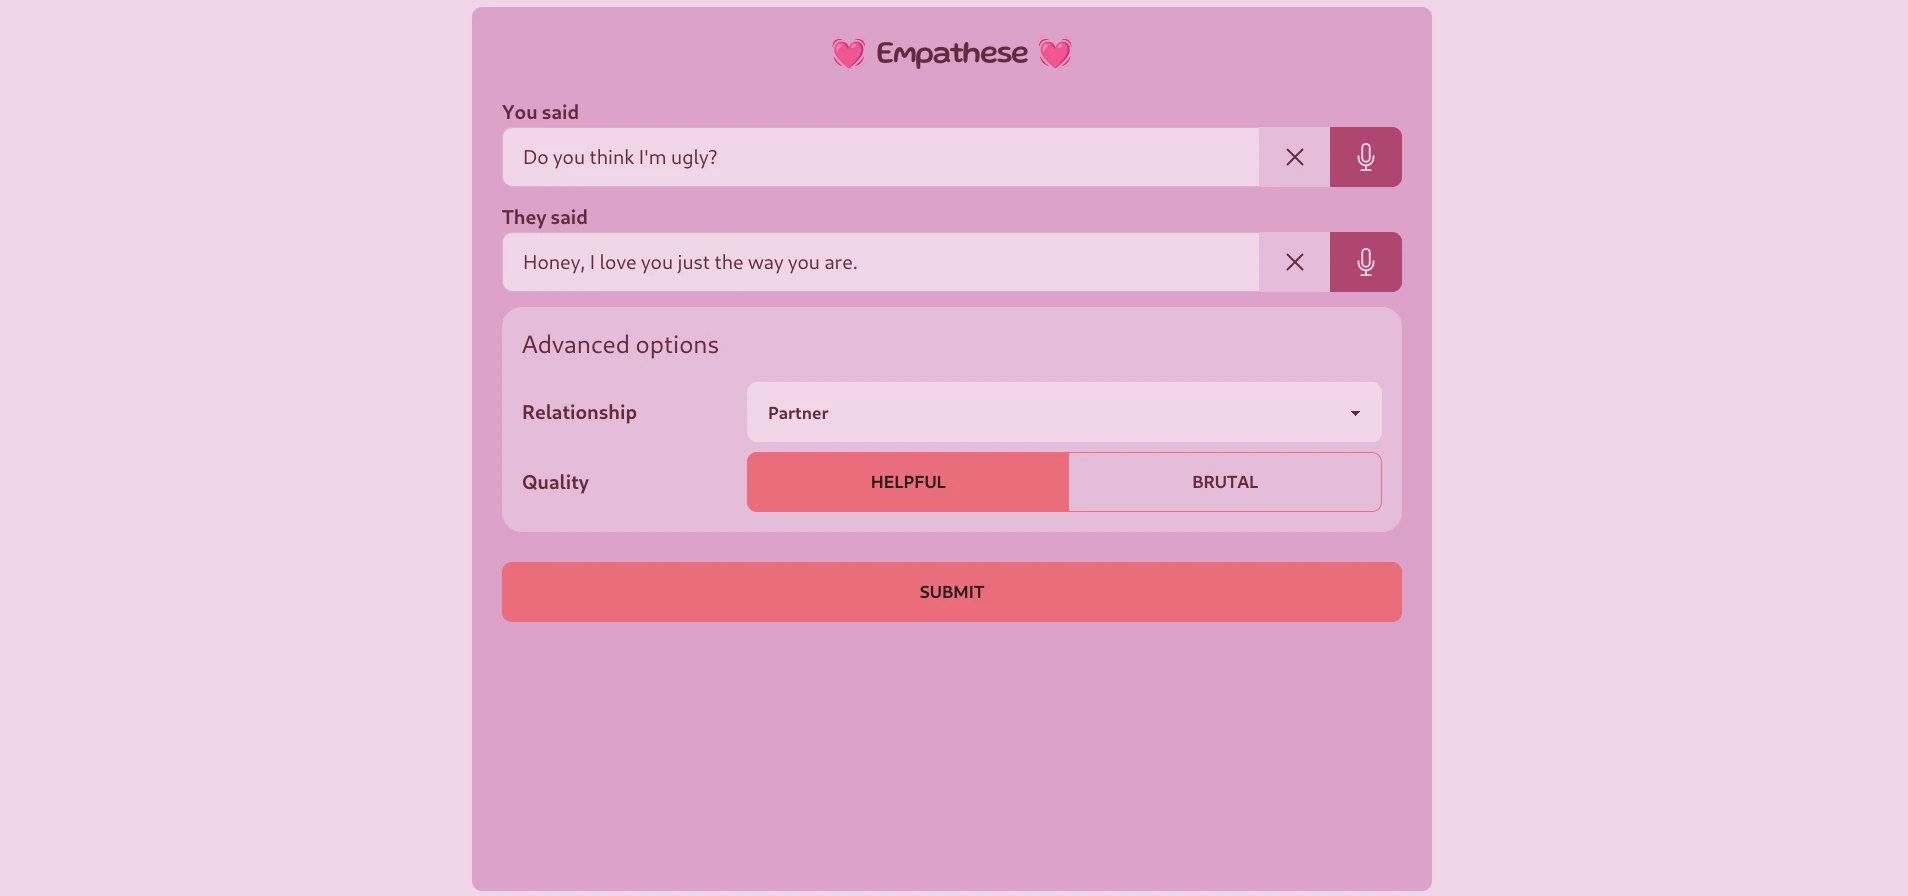 Empathese
You said
Do you think I'm ugly?
They said
Honey, I love you just the way you are.
Advanced options
Relationship
Partner
Quality
HELPFUL
BRUTAL
SUBMIT